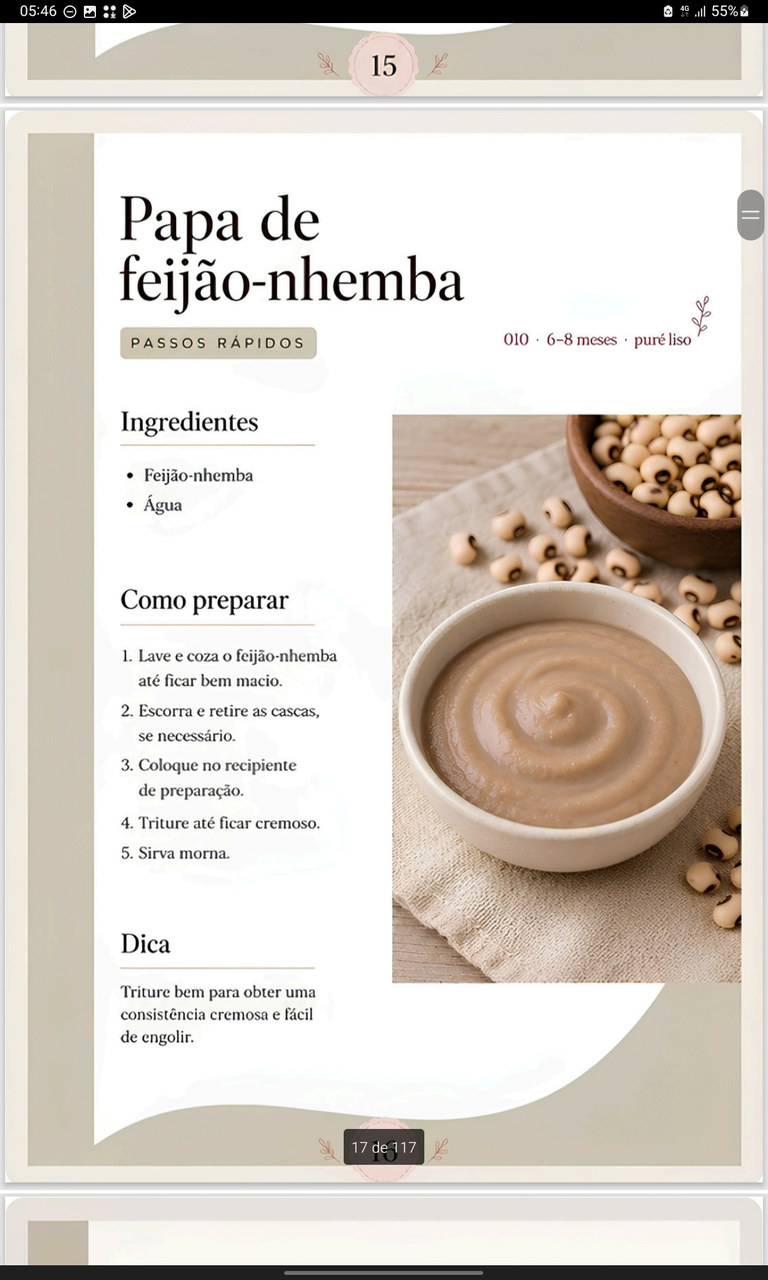 05:46
4G
55%
15
Papa de
feijão-nhemba
PASSOS RÁPIDOS
010 · 6–8 meses · puré liso
Ingredientes
• Feijão-nhemba
• Água
Como preparar
1. Lave e coza o feijão-nhemba
até ficar bem macio.
2. Escorra e retire as cascas,
se necessário.
3. Coloque no recipiente
de preparação.
4. Triture até ficar cremoso.
5. Sirva morna.
Dica
Triture bem para obter uma
consistência cremosa e fácil
de engolir.
17 de 117
16